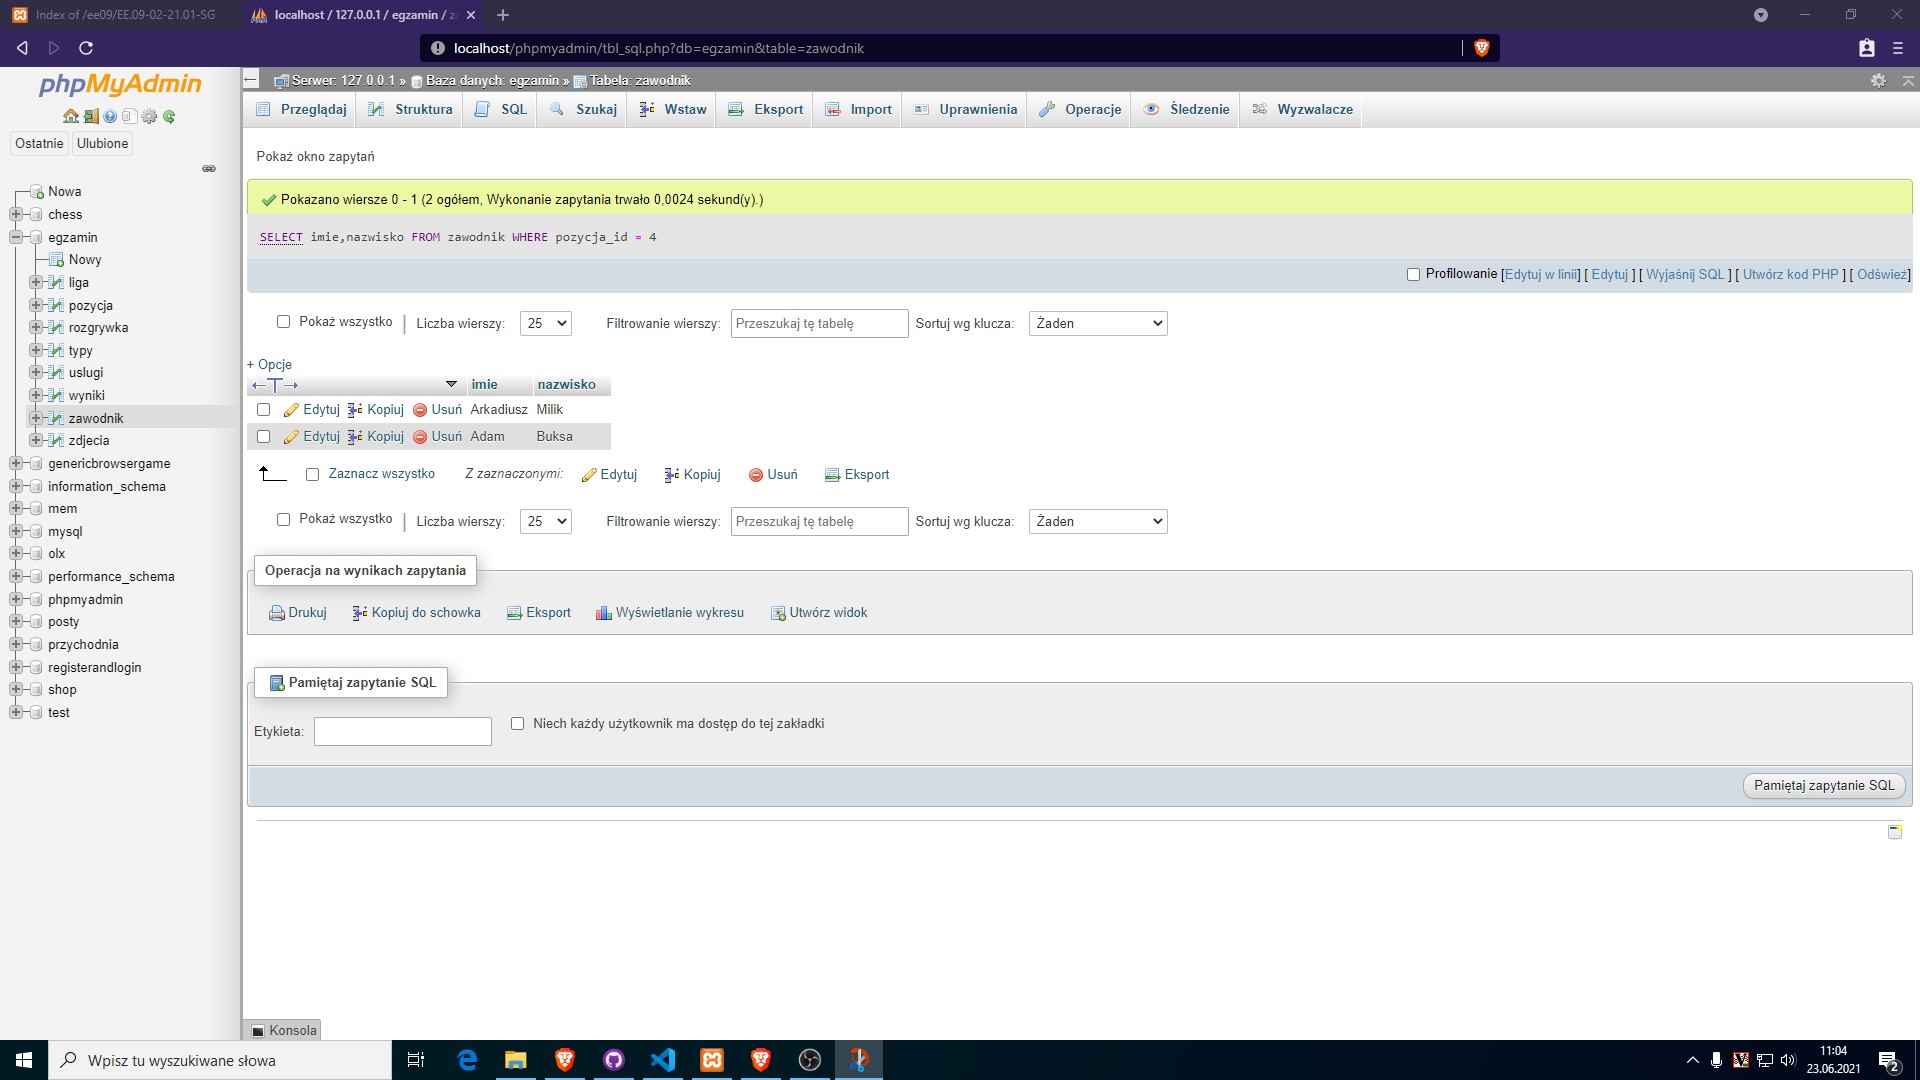 Index of /ee09/EE.09-02-21.01-SG
localhost / 127.0.0.1 / egzamin / z
localhost/phpmyadmin/tbl_sql.php?db=egzamin&table=zawodnik
phpMyAdmin
Ostatnie Ulubione
Nowa
chess
egzamin
Nowy
liga
pozycja
rozgrywka
typy
uslugi
wyniki
zawodnik
zdjecia
genericbrowsergame
information_schema
mem
mysql
olx
performance_schema
phpmyadmin
posty
przychodnia
registerandlogin
shop
test
Serwer: 127.0.0.1 » Baza danych: egzamin » Tabela: zawodnik
Przeglądaj Struktura SQL Szukaj Wstaw Eksport Import Uprawnienia Operacje Śledzenie Wyzwalacze
Pokaż okno zapytań
Pokazano wiersze 0 - 1 (2 ogółem, Wykonanie zapytania trwało 0,0024 sekund(y).)
SELECT imie,nazwisko FROM zawodnik WHERE pozycja_id = 4
Profilowanie [Edytuj w linii] [ Edytuj ] [ Wyjaśnij SQL ] [ Utwórz kod PHP ] [ Odśwież]
Pokaż wszystko | Liczba wierszy: 25 Filtrowanie wierszy: Przeszukaj tę tabelę Sortuj wg klucza: Żaden
+ Opcje
←T→ imie nazwisko
Edytuj Kopiuj Usuń Arkadiusz Milik
Edytuj Kopiuj Usuń Adam Buksa
Zaznacz wszystko Z zaznaczonymi: Edytuj Kopiuj Usuń Eksport
Pokaż wszystko | Liczba wierszy: 25 Filtrowanie wierszy: Przeszukaj tę tabelę Sortuj wg klucza: Żaden
Operacja na wynikach zapytania
Drukuj Kopiuj do schowka Eksport Wyświetlanie wykresu Utwórz widok
Pamiętaj zapytanie SQL
Etykieta: Niech każdy użytkownik ma dostęp do tej zakładki
Pamiętaj zapytanie SQL
Konsola
Wpisz tu wyszukiwane słowa
11:04
23.06.2021
2